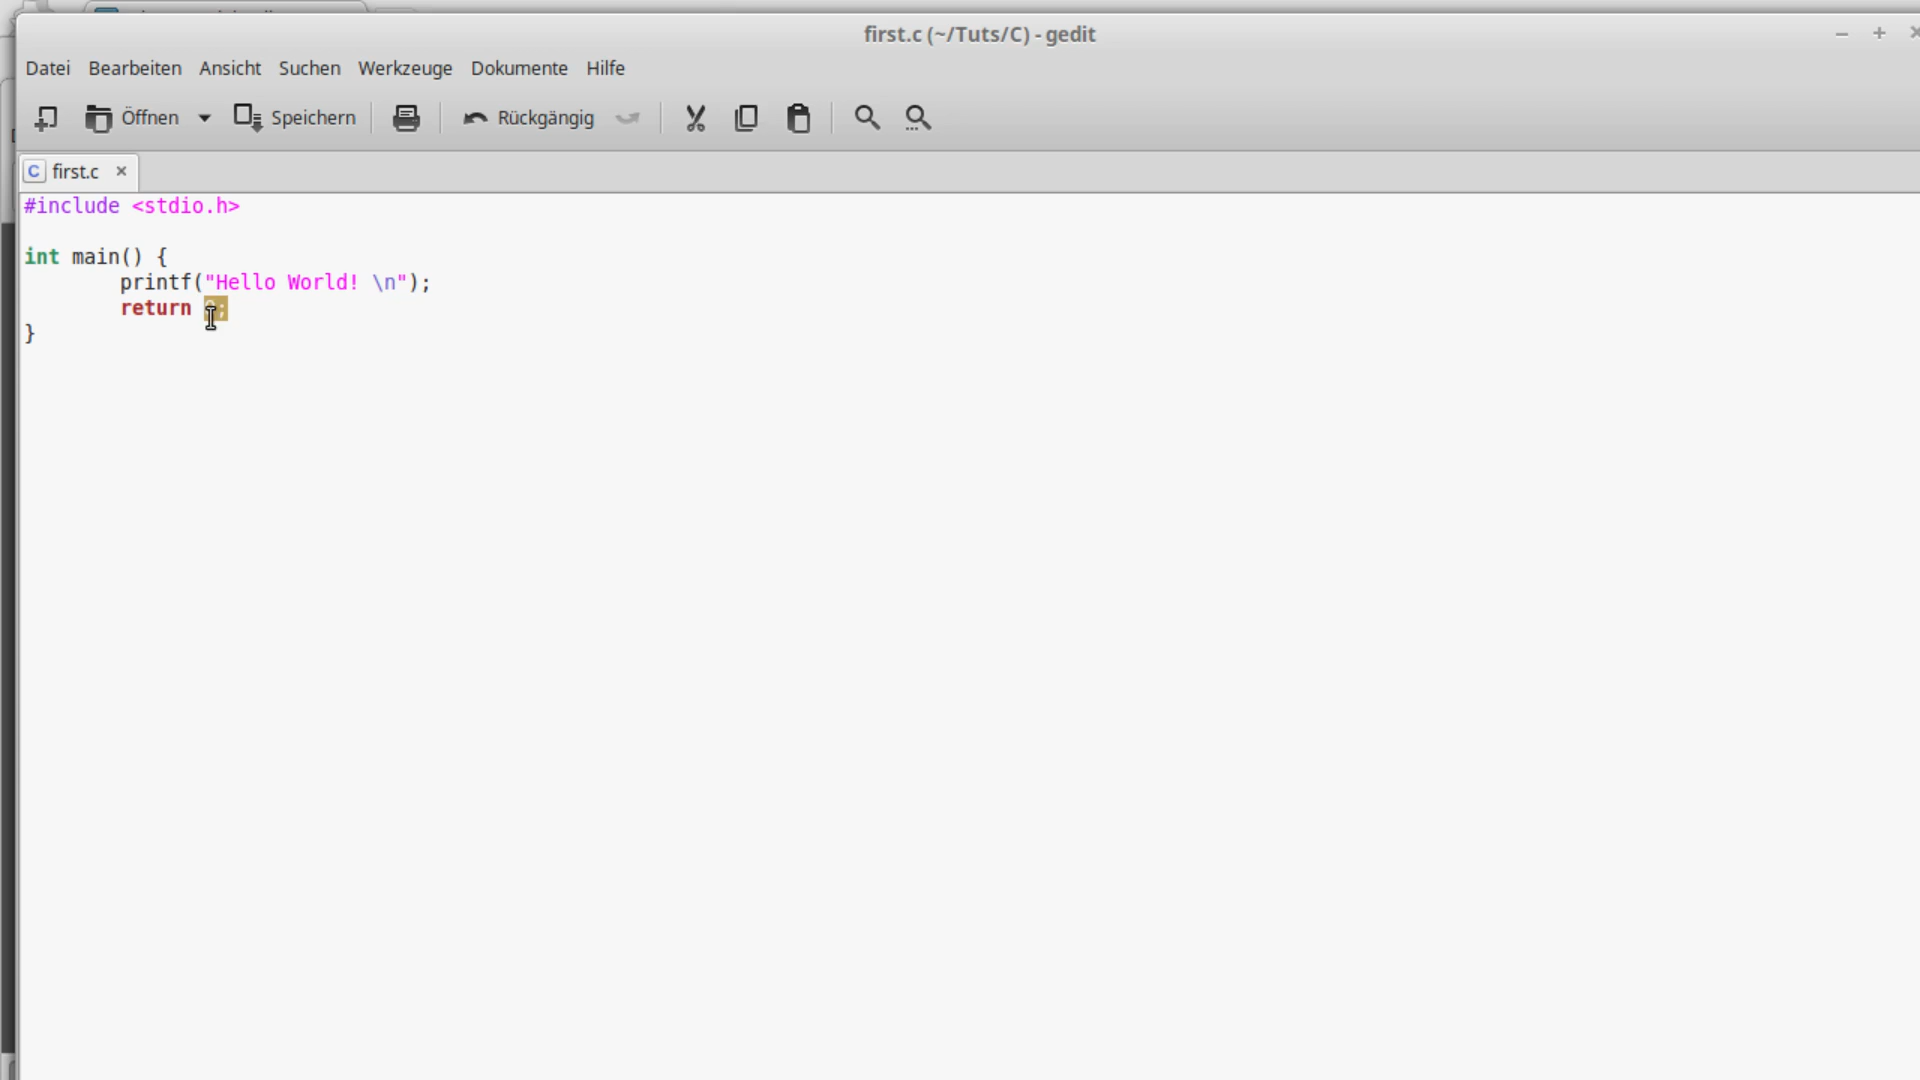 first.c (~/Tuts/C) - gedit
Datei Bearbeiten Ansicht Suchen Werkzeuge Dokumente Hilfe
Öffnen Speichern Rückgängig
C first.c
#include <stdio.h>
int main() {
printf("Hello World! \n");
return ;
}